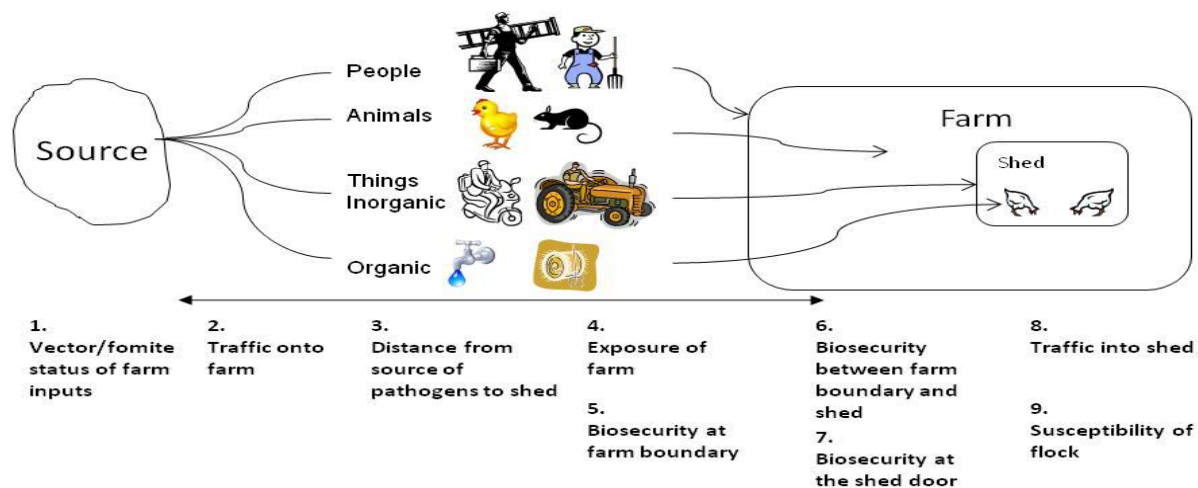 Source
People
Animals
Things
Inorganic
Organic
Farm
Shed
1.
Vector/fomite
status of farm
inputs
2.
Traffic onto
farm
3.
Distance from
source of
pathogens to shed
4.
Exposure of
farm
5.
Biosecurity at
farm boundary
6.
Biosecurity
between farm
boundary and
shed
7.
Biosecurity at
the shed door
8.
Traffic into shed
9.
Susceptibility of
flock